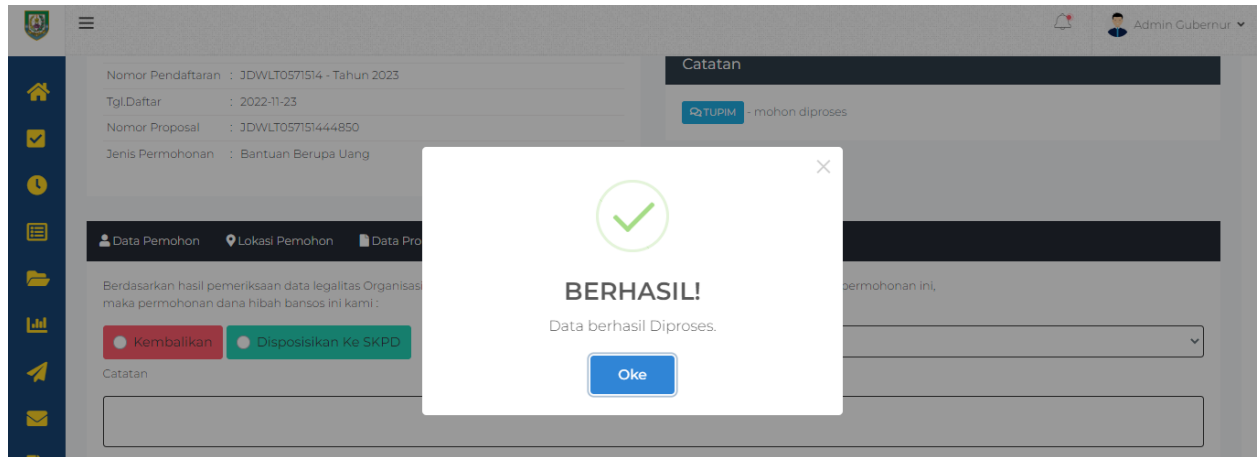 Admin Gubernur
Nomor Pendaftaran : JDWLT0571514 - Tahun 2023
Tgl.Daftar : 2022-11-23
Nomor Proposal : JDWLT057151444850
Jenis Permohonan : Bantuan Berupa Uang
Catatan
TUPIM - mohon diproses
Data Pemohon Lokasi Pemohon Data Pro
Berdasarkan hasil pemeriksaan data legalitas Organisas permohonan ini,
maka permohonan dana hibah bansos ini kami :
Kembalikan Disposisikan Ke SKPD
Catatan
BERHASIL!
Data berhasil Diproses.
Oke